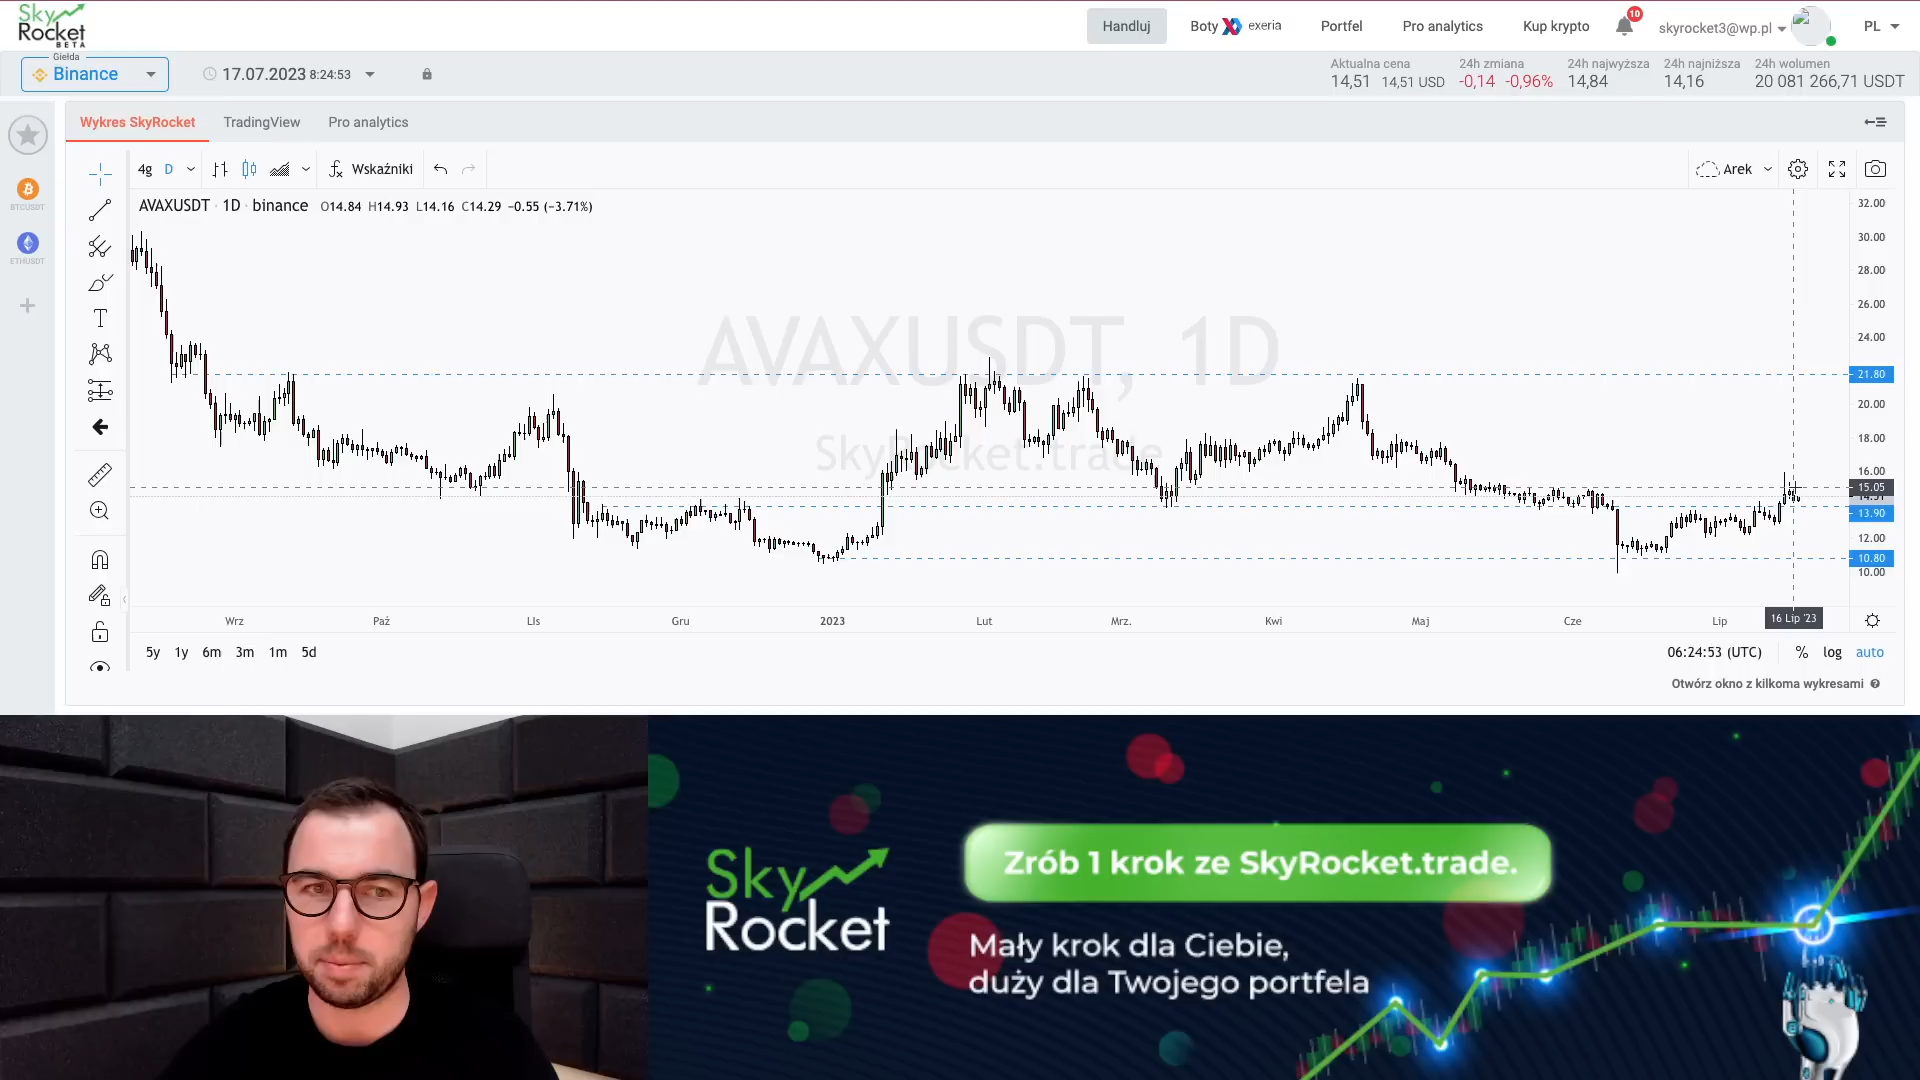 Sky
Rocket
BETA
Handluj
Boty exeria
Portfel
Pro analytics
Kup krypto
10
skyrocket3@wp.pl
PL
Giełda
Binance
17.07.2023 8:24:53
Aktualna cena
14,51 14,51 USD
24h zmiana
-0,14 -0,96%
24h najwyższa
14,84
24h najniższa
14,16
24h wolumen
20 081 266,71 USDT
Wykres SkyRocket
TradingView
Pro analytics
BTCUSDT
ETHUSDT
4g D
Wskaźniki
Arek
AVAXUSDT · 1D · binance O14.84 H14.93 L14.16 C14.29 −0.55 (−3.71%)
AVAXUSDT, 1D
SkyRocket.trade
32.00
30.00
28.00
26.00
24.00
21.80
20.00
18.00
16.00
15.05
13.90
12.00
10.80
10.00
Wrz Paź LIs Gru 2023 Lut Mrz. Kwi Maj Cze Lip 16 Lip '23
5y 1y 6m 3m 1m 5d
06:24:53 (UTC) % log auto
Otwórz okno z kilkoma wykresami
Sky
Rocket
Zrób 1 krok ze SkyRocket.trade.
Mały krok dla Ciebie,
duży dla Twojego portfela